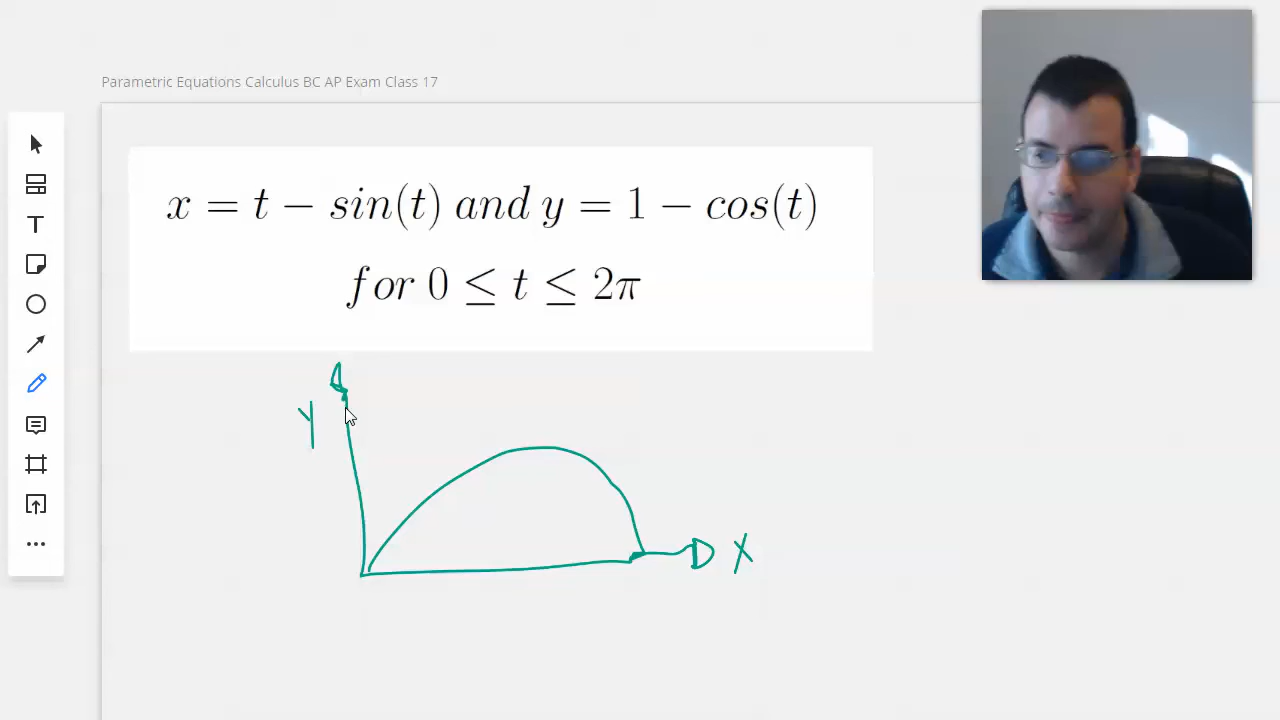 Parametric Equations Calculus BC AP Exam Class 17
x = t − sin(t) and y = 1 − cos(t)
for 0 ≤ t ≤ 2π
Y
X